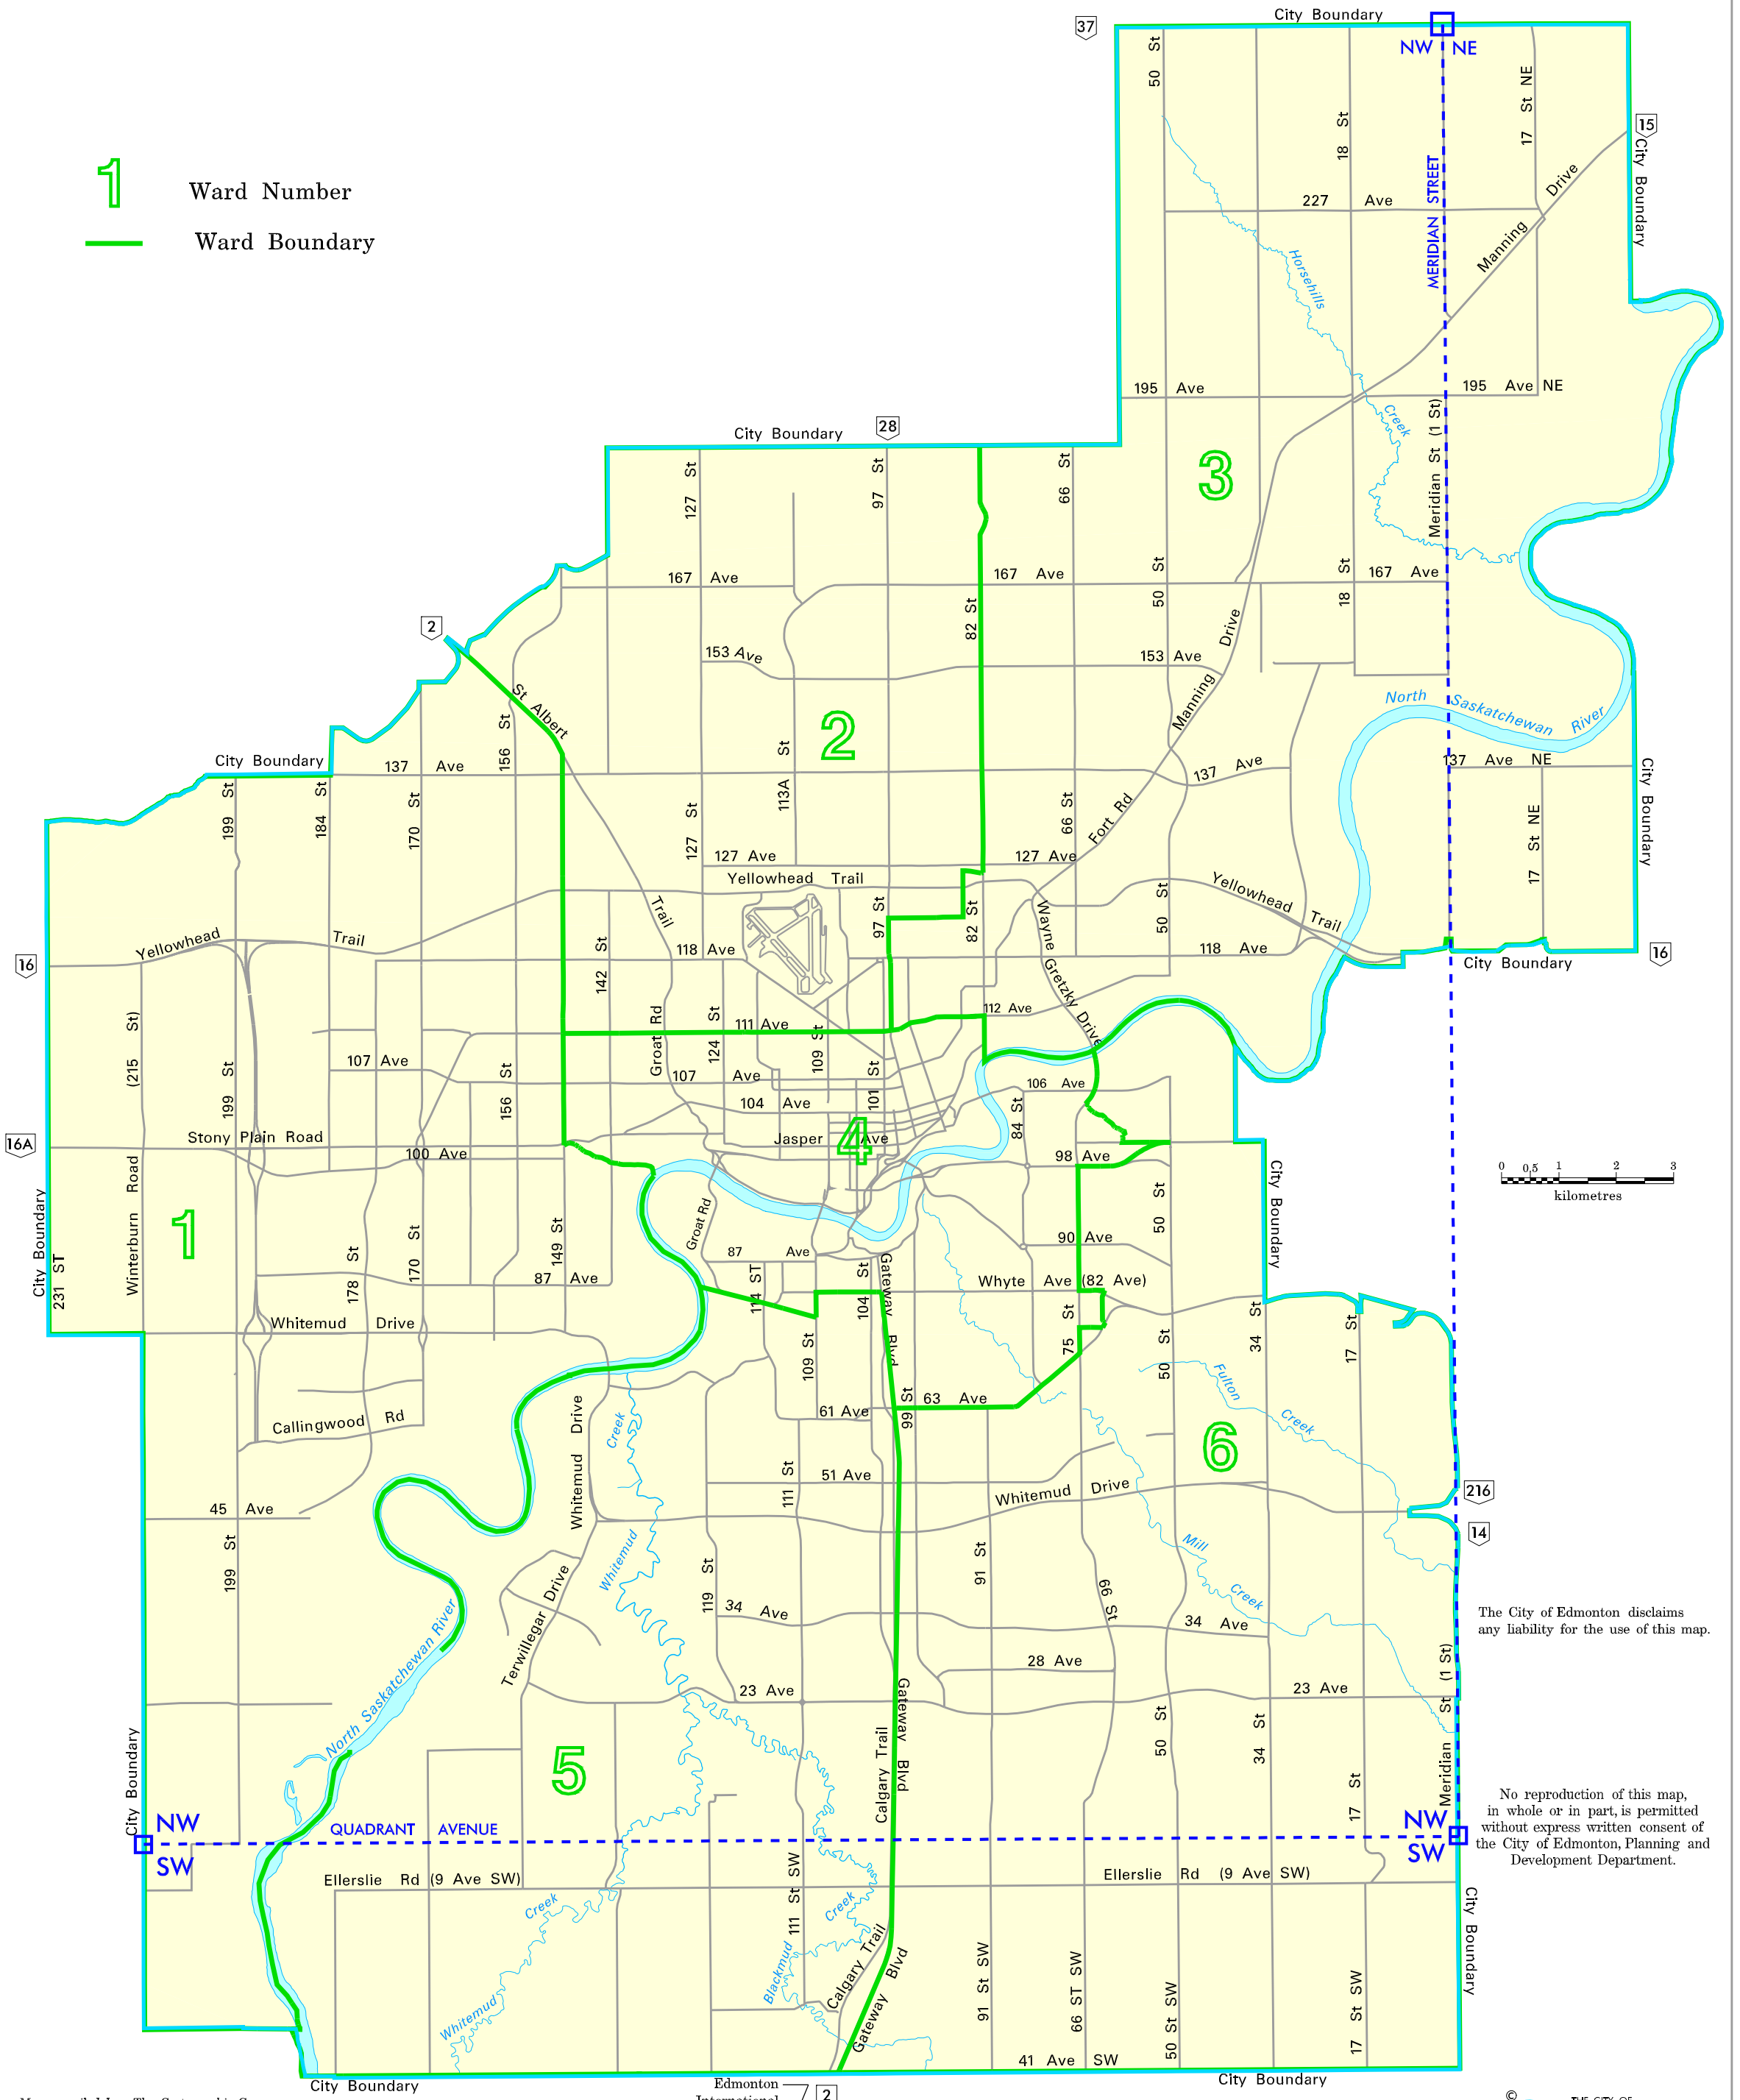 City Boundary
37
NW NE
50 St
18 St
17 St NE
15
City Boundary
1 Ward Number
Ward Boundary
MERIDIAN STREET
227 Ave
Manning Drive
Horsehills
Creek
195 Ave
195 Ave NE
Meridian St (1 St)
3
City Boundary
28
127 St
97 St
66 St
167 Ave
167 Ave
167 Ave
50 St
18 St
82 St
2
153 Ave
153 Ave
Manning Drive
St Albert
Trail
156 St
2
113A St
North Saskatchewan River
City Boundary
137 Ave
137 Ave
137 Ave NE
City Boundary
199 St
184 St
170 St
127 St
66 St
Fort Rd
17 St NE
127 Ave
127 Ave
Yellowhead Trail
Yellowhead Trail
Yellowhead Trail
97 St
82 St
50 St
Wayne Gretzky Drive
16
118 Ave
118 Ave
16
City Boundary
142 St
Groat Rd
124 St
109 St
101 St
111 Ave
112 Ave
(215 St)
199 St
107 Ave
107 Ave
156 St
104 Ave
106 Ave
84 St
16A
Stony Plain Road
100 Ave
Jasper Ave
4
98 Ave
0 0.5 1 2 3
kilometres
City Boundary
231 ST
Winterburn Road
1
178 St
170 St
149 St
87 Ave
Groat Rd
87 Ave
114 ST
104 St
Gateway Blvd
90 Ave
50 St
City Boundary
Whyte Ave (82 Ave)
Whitemud Drive
109 St
75 St
50 St
34 St
17 St
Fulton Creek
Callingwood Rd
Whitemud Drive
Creek
61 Ave
99 St
63 Ave
6
111 St
51 Ave
Whitemud Drive
216
45 Ave
14
199 St
Whitemud
119 St
91 St
Mill Creek
66 St
Terwillegar Drive
34 Ave
34 Ave
The City of Edmonton disclaims
any liability for the use of this map.
North Saskatchewan River
28 Ave
23 Ave
23 Ave
Meridian St (1 St)
5
Calgary Trail
Gateway Blvd
50 St
34 St
17 St
City Boundary
No reproduction of this map,
in whole or in part, is permitted
without express written consent of
the City of Edmonton, Planning and
Development Department.
NW
SW
QUADRANT AVENUE
NW
SW
Ellerslie Rd (9 Ave SW)
Ellerslie Rd (9 Ave SW)
111 St SW
Creek
Creek
Whitemud
Blackmud
Calgary Trail
Gateway Blvd
91 St SW
66 ST SW
50 St SW
17 St SW
City Boundary
41 Ave SW
City Boundary
City Boundary
Edmonton
2
©